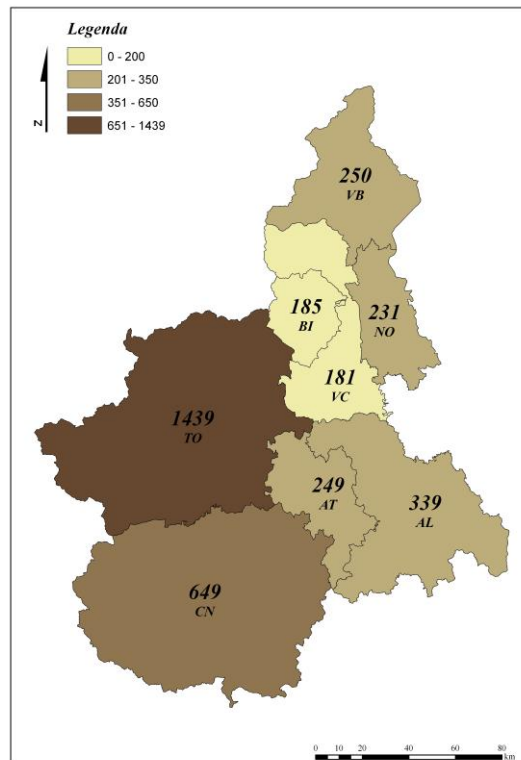 Legenda
0 - 200
201 - 350
351 - 650
651 - 1439
N
250
VB
185
BI
231
NO
181
VC
1439
TO
249
AT
339
AL
649
CN
0 10 20 40 60 80
km